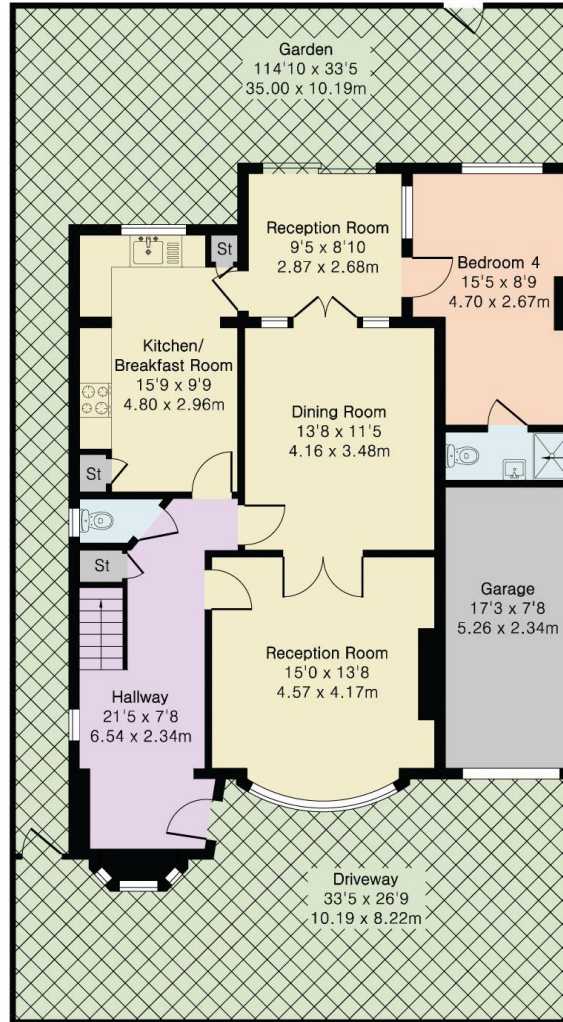 Garden
114'10 x 33'5
35.00 x 10.19m
St
Reception Room
9'5 x 8'10
2.87 x 2.68m
Bedroom 4
15'5 x 8'9
4.70 x 2.67m
Kitchen/
Breakfast Room
15'9 x 9'9
4.80 x 2.96m
Dining Room
13'8 x 11'5
4.16 x 3.48m
St
St
Garage
17'3 x 7'8
5.26 x 2.34m
Reception Room
15'0 x 13'8
4.57 x 4.17m
Hallway
21'5 x 7'8
6.54 x 2.34m
Driveway
33'5 x 26'9
10.19 x 8.22m